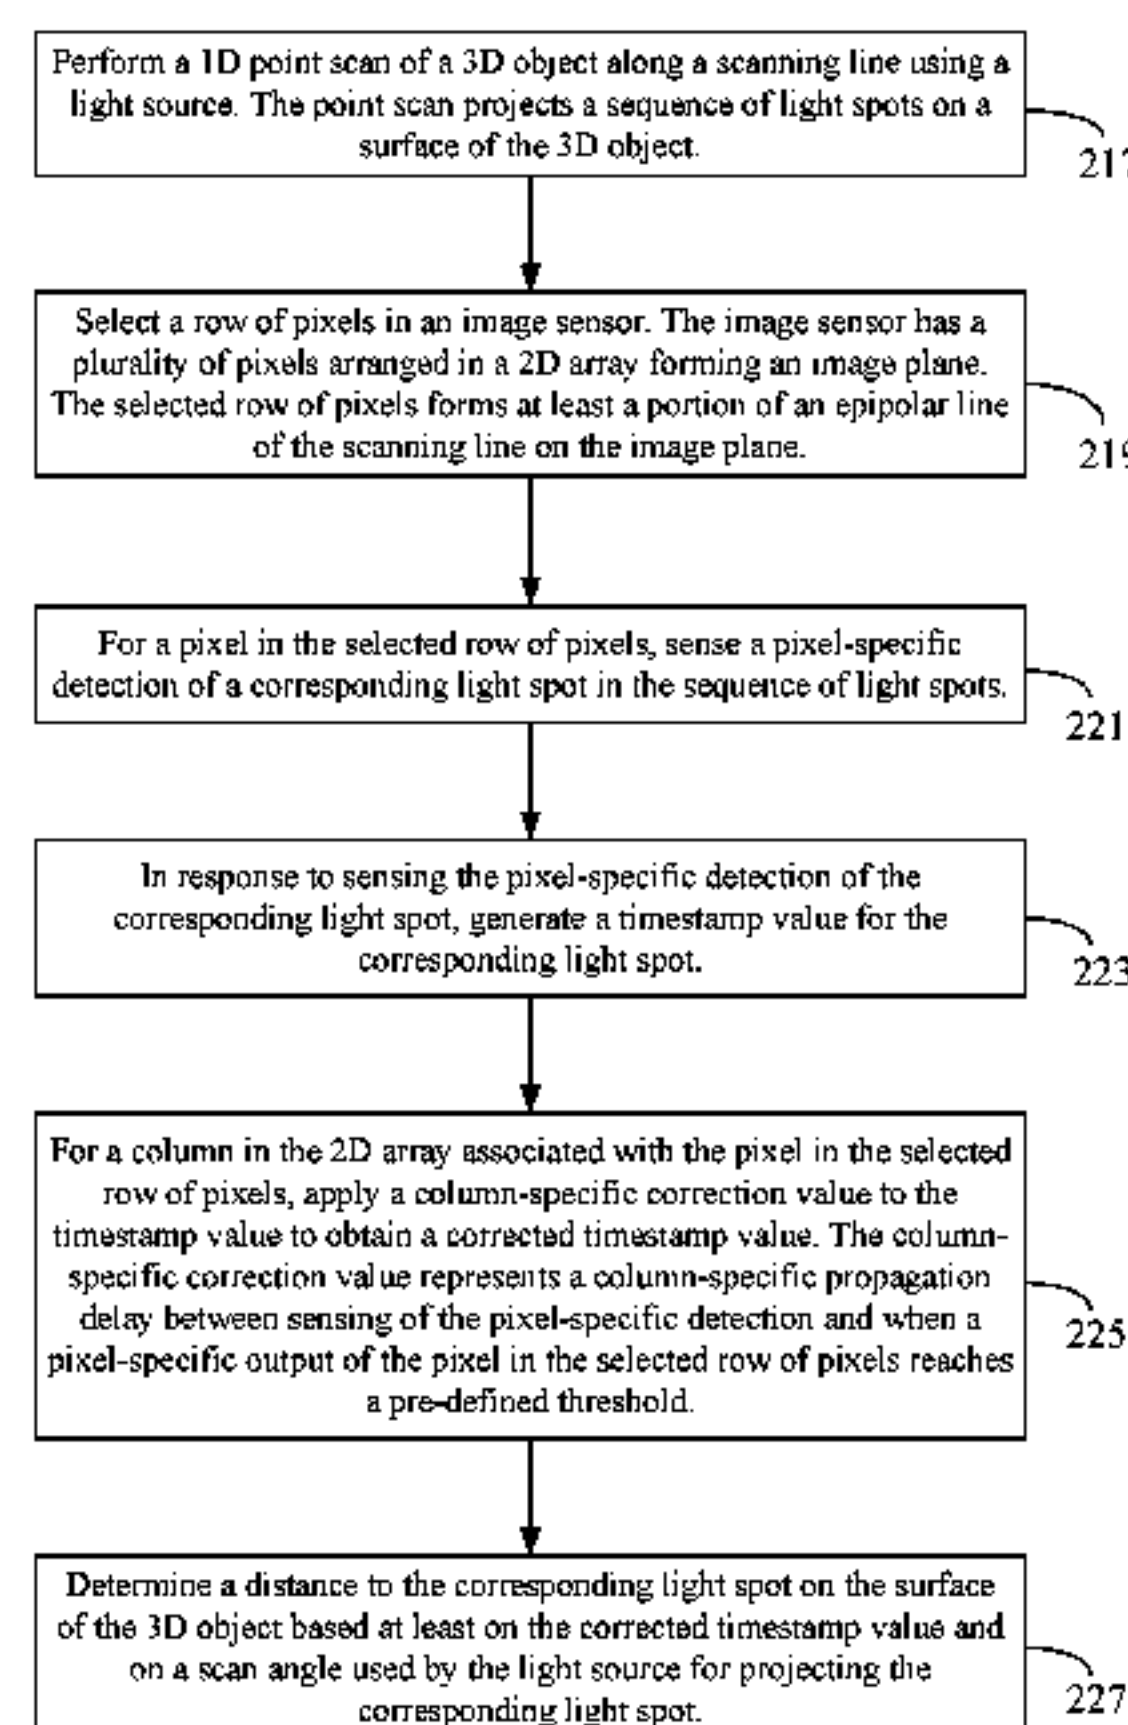 Perform a 1D point scan of a 3D object along a scanning line using a
light source. The point scan projects a sequence of light spots on a
surface of the 3D object.
217
Select a row of pixels in an image sensor. The image sensor has a
plurality of pixels arranged in a 2D array forming an image plane.
The selected row of pixels forms at least a portion of an epipolar line
of the scanning line on the image plane.
219
For a pixel in the selected row of pixels, sense a pixel-specific
detection of a corresponding light spot in the sequence of light spots.
221
In response to sensing the pixel-specific detection of the
corresponding light spot, generate a timestamp value for the
corresponding light spot.
223
For a column in the 2D array associated with the pixel in the selected
row of pixels, apply a column-specific correction value to the
timestamp value to obtain a corrected timestamp value. The column-
specific correction value represents a column-specific propagation
delay between sensing of the pixel-specific detection and when a
pixel-specific output of the pixel in the selected row of pixels reaches
a pre-defined threshold.
225
Determine a distance to the corresponding light spot on the surface
of the 3D object based at least on the corrected timestamp value and
on a scan angle used by the light source for projecting the
corresponding light spot.
227